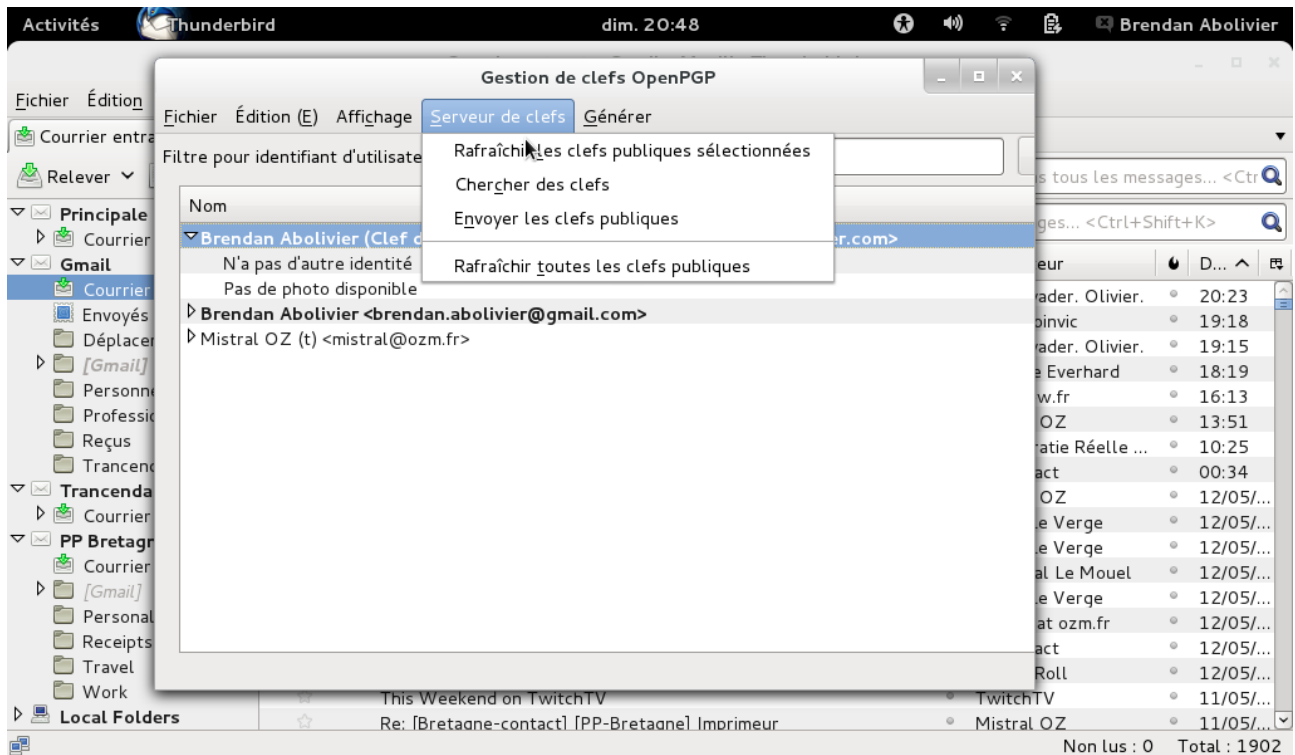 Activités Thunderbird dim. 20:48 Brendan Abolivier
Gestion de clefs OpenPGP
Fichier Édition
Fichier Édition (E) Affichage Serveur de clefs Générer
Courrier entra
Filtre pour identifiant d'utilisate
Rafraîchir les clefs publiques sélectionnées
Chercher des clefs
Envoyer les clefs publiques
Rafraîchir toutes les clefs publiques
Relever
s tous les messages... <Ctr
ges... <Ctrl+Shift+K>
Nom
Brendan Abolivier (Clef d
r.com>
N'a pas d'autre identité
Pas de photo disponible
Brendan Abolivier <brendan.abolivier@gmail.com>
Mistral OZ (t) <mistral@ozm.fr>
Principale
Courrier
Gmail
Courrier
Envoyés
Déplacer
[Gmail]
Personne
Professio
Reçus
Trancend
Trancenda
Courrier
PP Bretagn
Courrier
[Gmail]
Personal
Receipts
Travel
Work
Local Folders
eur D...
vader. Olivier. 20:23
oinvic 19:18
vader. Olivier. 19:15
e Everhard 18:19
w.fr 16:13
OZ 13:51
ratie Réelle ... 10:25
act 00:34
OZ 12/05/...
e Verge 12/05/...
e Verge 12/05/...
al Le Mouel 12/05/...
e Verge 12/05/...
at ozm.fr 12/05/...
act 12/05/...
Roll 12/05/...
This Weekend on TwitchTV TwitchTV 11/05/...
Re: [Bretagne-contact] [PP-Bretagne] Imprimeur Mistral OZ 11/05/...
Non lus : 0 Total : 1902